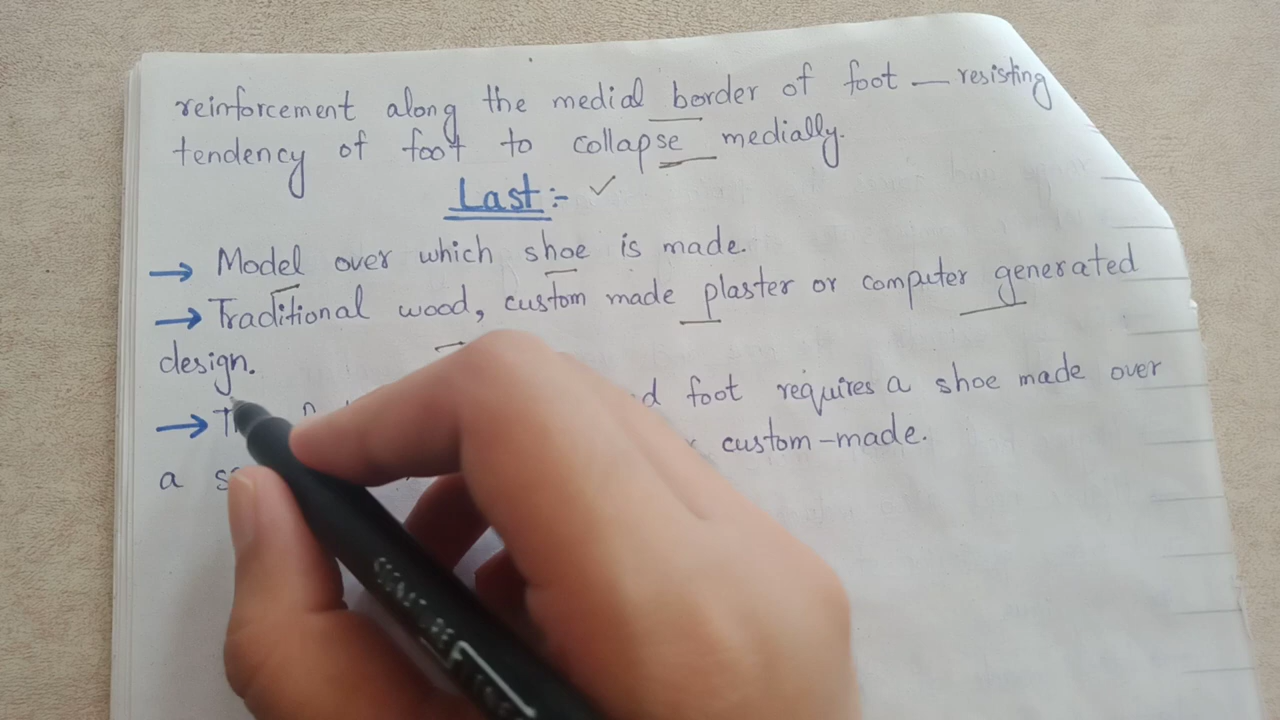 reinforcement along the medial border of foot — resisting
tendency of foot to collapse medially.
Last:-
→ Model over which shoe is made.
→ Traditional wood, custom made plaster or computer generated
design.
→ foot requires a shoe made over
a custom-made.